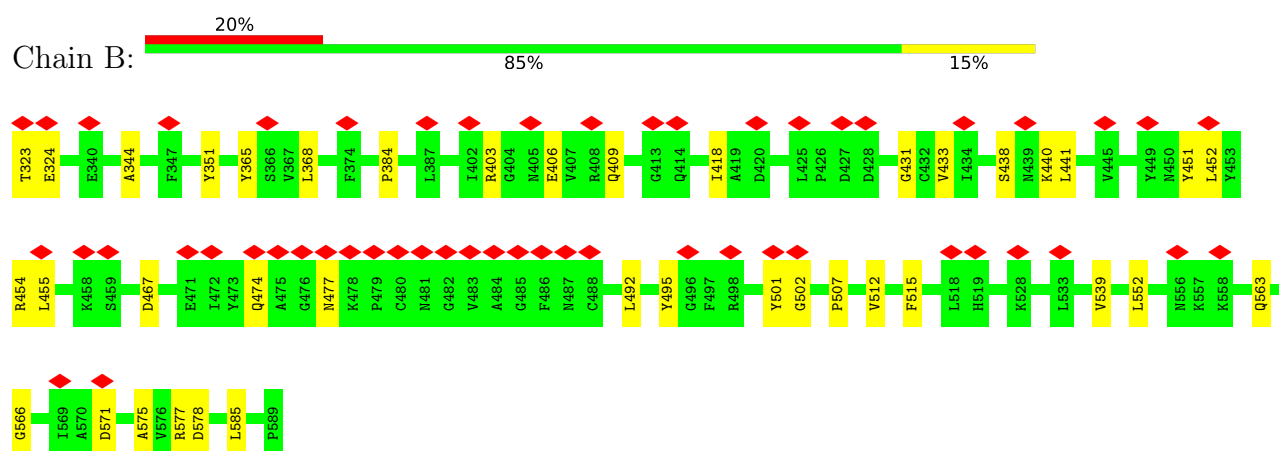 20%
Chain B:
85% 15%
T323 E324 E340 A344 F347 Y351 Y365 S366 V367 L368 F374 P384 L387 I402 R403 G404 N405 E406 V407 R408 Q409 G413 Q414 I418 A419 D420 L425 P426 D427 D428 G431 C432 V433 I434 S438 N439 K440 L441 V445 Y449 N450 Y451 L452 Y453
R454 L455 K458 S459 D467 E471 I472 Y473 Q474 A475 G476 N477 K478 P479 C480 N481 G482 V483 A484 G485 F486 N487 C488 L492 Y495 G496 F497 R498 Y501 G502 P507 V512 F515 L518 H519 K528 L533 V539 L552 N556 K557 K558 Q563
G566 I569 A570 D571 A575 V576 R577 D578 L585 P589